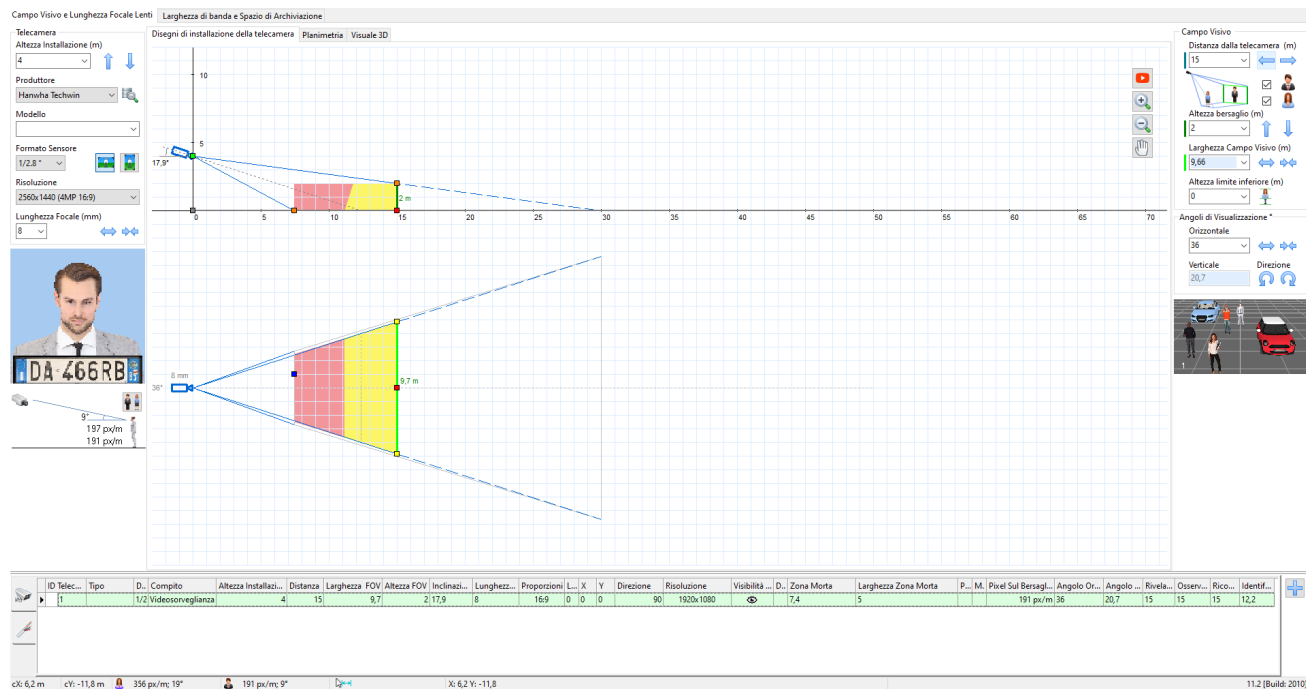 Campo Visivo e Lunghezza Focale Lenti
Larghezza di banda e Spazio di Archiviazione
Telecamera
Altezza Installazione (m)
4
Produttore
Hanwha Techwin
Modello
Formato Sensore
1/2.8 "
Risoluzione
2560x1440 (4MP 16:9)
Lunghezza Focale (mm)
8
DA 466RB
9°
197 px/m
191 px/m
Disegni di installazione della telecamera
Planimetria
Visuale 3D
10
5
17,9°
2 m
0 5 10 15 20 25 30 35 40 45 50 55 60 65 70
8 mm
36°
9,7 m
Campo Visivo
Distanza dalla telecamera (m)
15
Altezza bersaglio (m)
2
Larghezza Campo Visivo (m)
9,66
Altezza limite inferiore (m)
0
Angoli di Visualizzazione *
Orizzontale
36
Verticale Direzione
20,7
1
ID Telec... Tipo D.. Compito Altezza Installazi... Distanza Larghezza FOV Altezza FOV Inclinazi... Lunghezz... Proporzioni L... X Y Direzione Risoluzione Visibilità ... D.. Zona Morta Larghezza Zona Morta P... M. Pixel Sul Bersagl... Angolo Or... Angolo ... Rivela... Osserv... Rico... Identif...
1 1/2 Videosorveglianza 4 15 9,7 2 17,9 8 16:9 0 0 0 90 1920x1080 7,4 5 191 px/m 36 20,7 15 15 15 12,2
cX: 6,2 m cY: -11,8 m 356 px/m; 19° 191 px/m; 9° X: 6,2 Y: -11,8 11.2 [Build: 2010]